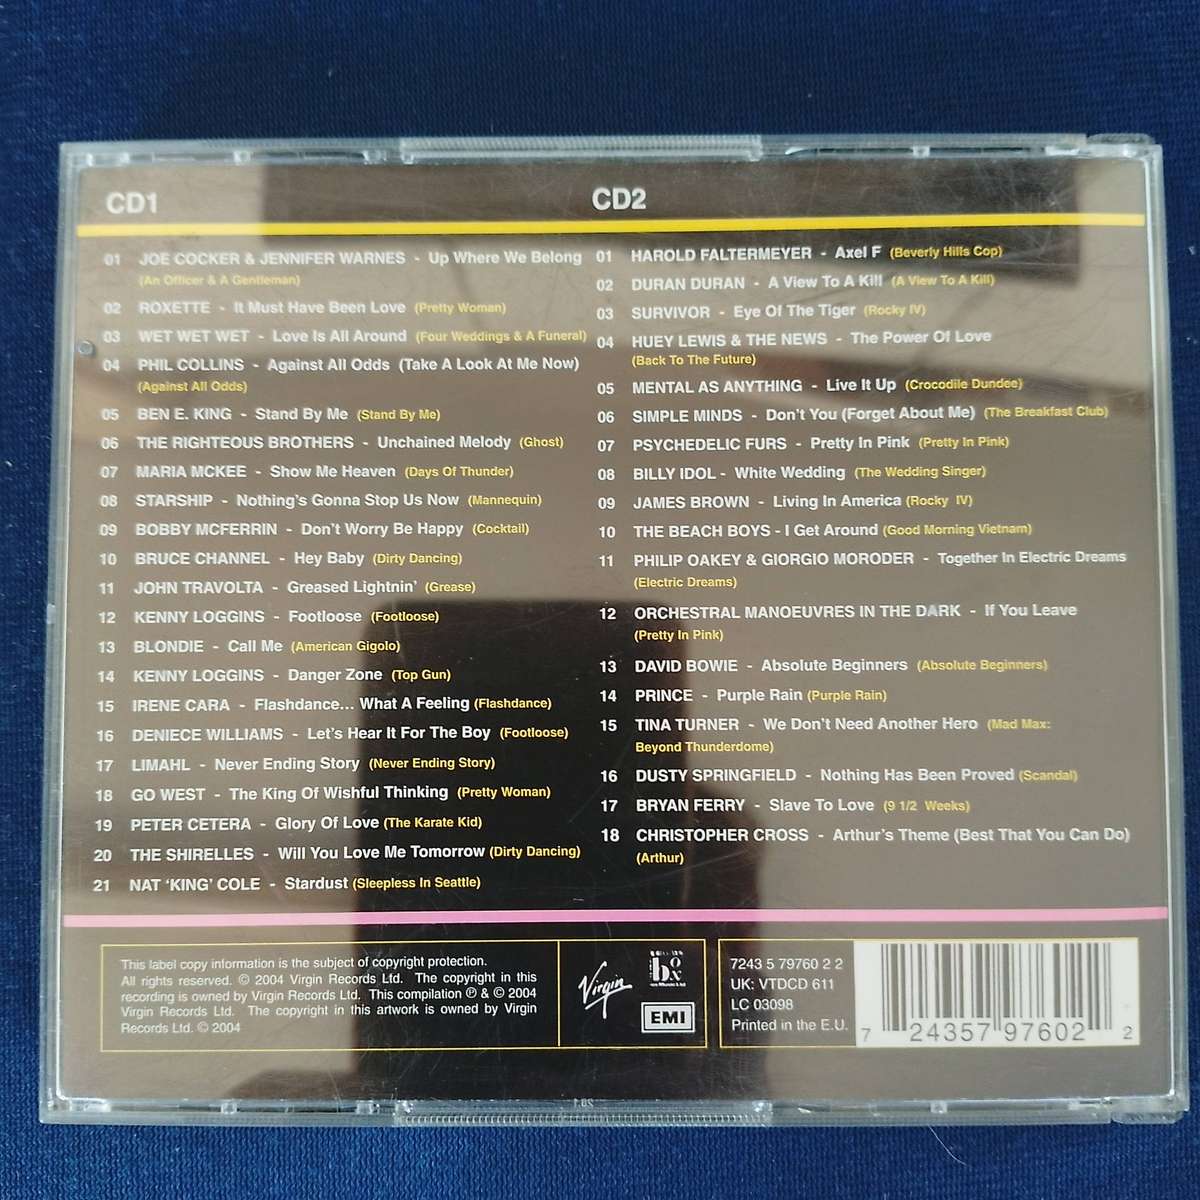 CD1
01 JOE COCKER & JENNIFER WARNES - Up Where We Belong
(An Officer & A Gentleman)
02 ROXETTE - It Must Have Been Love (Pretty Woman)
03 WET WET WET - Love Is All Around (Four Weddings & A Funeral)
04 PHIL COLLINS - Against All Odds (Take A Look At Me Now)
(Against All Odds)
05 BEN E. KING - Stand By Me (Stand By Me)
06 THE RIGHTEOUS BROTHERS - Unchained Melody (Ghost)
07 MARIA MCKEE - Show Me Heaven (Days Of Thunder)
08 STARSHIP - Nothing's Gonna Stop Us Now (Mannequin)
09 BOBBY MCFERRIN - Don't Worry Be Happy (Cocktail)
10 BRUCE CHANNEL - Hey Baby (Dirty Dancing)
11 JOHN TRAVOLTA - Greased Lightnin' (Grease)
12 KENNY LOGGINS - Footloose (Footloose)
13 BLONDIE - Call Me (American Gigolo)
14 KENNY LOGGINS - Danger Zone (Top Gun)
15 IRENE CARA - Flashdance... What A Feeling (Flashdance)
16 DENIECE WILLIAMS - Let's Hear It For The Boy (Footloose)
17 LIMAHL - Never Ending Story (Never Ending Story)
18 GO WEST - The King Of Wishful Thinking (Pretty Woman)
19 PETER CETERA - Glory Of Love (The Karate Kid)
20 THE SHIRELLES - Will You Love Me Tomorrow (Dirty Dancing)
21 NAT 'KING' COLE - Stardust (Sleepless In Seattle)
CD2
01 HAROLD FALTERMEYER - Axel F (Beverly Hills Cop)
02 DURAN DURAN - A View To A Kill (A View To A Kill)
03 SURVIVOR - Eye Of The Tiger (Rocky IV)
04 HUEY LEWIS & THE NEWS - The Power Of Love
(Back To The Future)
05 MENTAL AS ANYTHING - Live It Up (Crocodile Dundee)
06 SIMPLE MINDS - Don't You (Forget About Me) (The Breakfast Club)
07 PSYCHEDELIC FURS - Pretty In Pink (Pretty In Pink)
08 BILLY IDOL - White Wedding (The Wedding Singer)
09 JAMES BROWN - Living In America (Rocky IV)
10 THE BEACH BOYS - I Get Around (Good Morning Vietnam)
11 PHILIP OAKEY & GIORGIO MORODER - Together In Electric Dreams
(Electric Dreams)
12 ORCHESTRAL MANOEUVRES IN THE DARK - If You Leave
(Pretty In Pink)
13 DAVID BOWIE - Absolute Beginners (Absolute Beginners)
14 PRINCE - Purple Rain (Purple Rain)
15 TINA TURNER - We Don't Need Another Hero (Mad Max:
Beyond Thunderdome)
16 DUSTY SPRINGFIELD - Nothing Has Been Proved (Scandal)
17 BRYAN FERRY - Slave To Love (9 1/2 Weeks)
18 CHRISTOPHER CROSS - Arthur's Theme (Best That You Can Do)
(Arthur)
This label copy information is the subject of copyright protection.
All rights reserved. © 2004 Virgin Records Ltd. The copyright in this
recording is owned by Virgin Records Ltd. This compilation ℗ & © 2004
Virgin Records Ltd. The copyright in this artwork is owned by Virgin
Records Ltd. © 2004
Virgin
box
EMI
7243 5 79760 2 2
UK: VTDCD 611
LC 03098
Printed in the E.U.
7 24357 97602 2